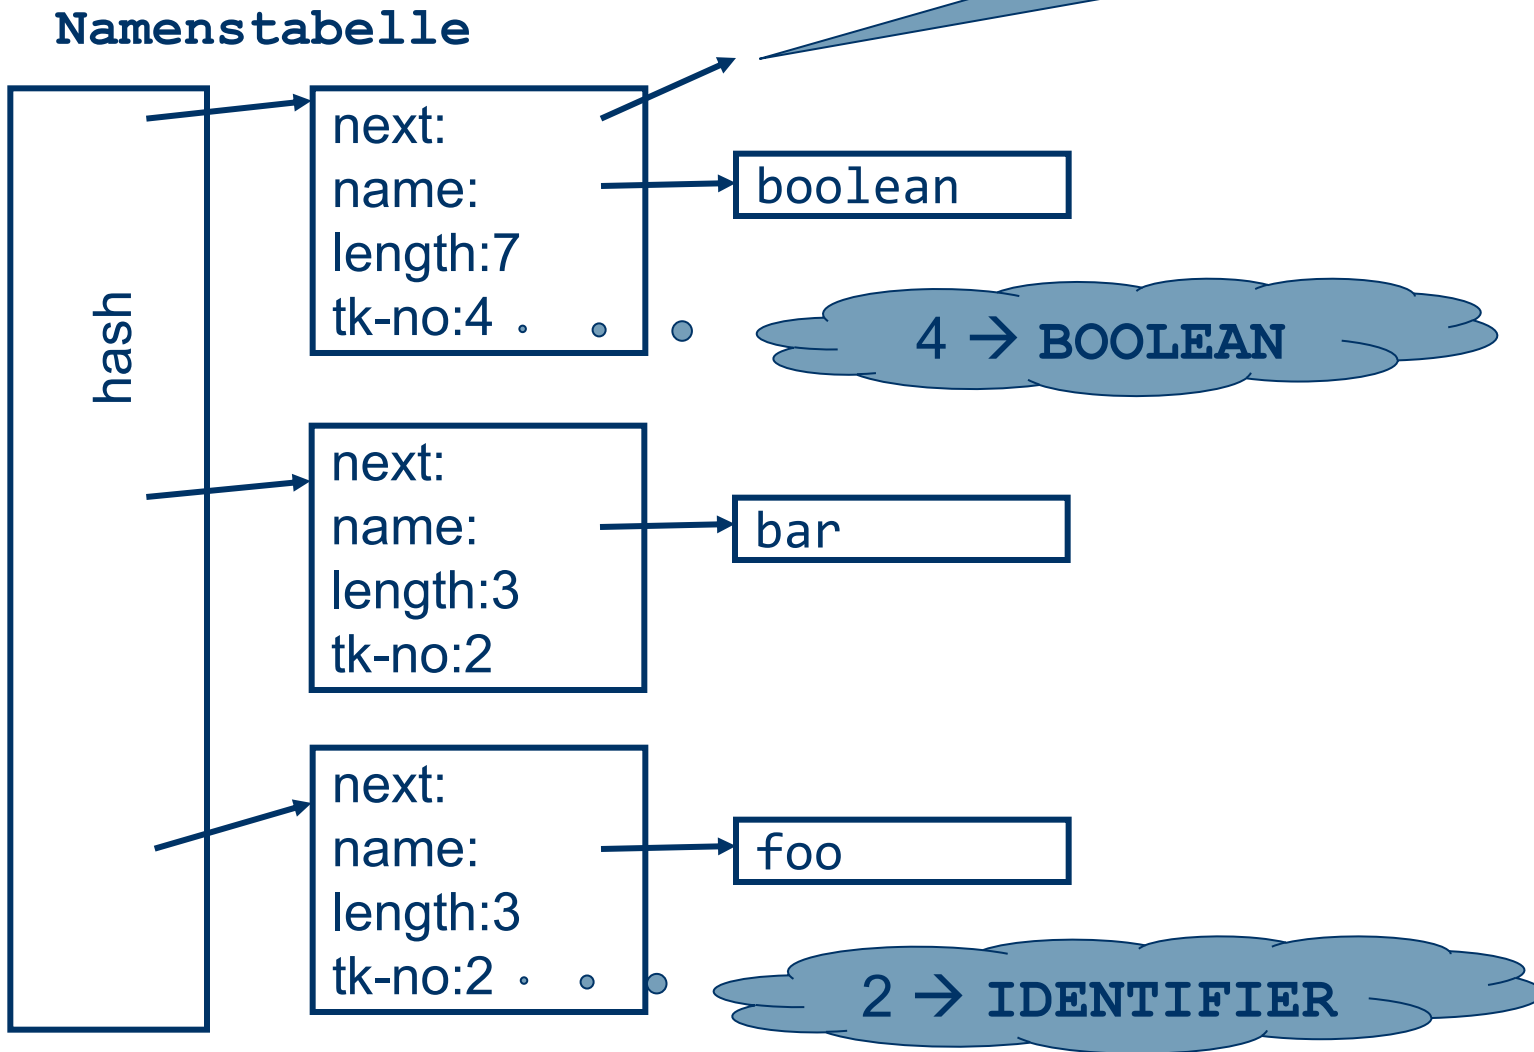 Namenstabelle
hash
next:
name:
length:7
tk-no:4
boolean
4 → BOOLEAN
next:
name:
length:3
tk-no:2
bar
next:
name:
length:3
tk-no:2
foo
2 → IDENTIFIER